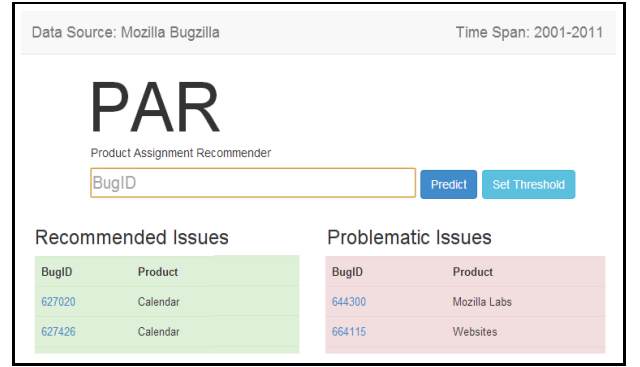 Data Source: Mozilla Bugzilla Time Span: 2001-2011
PAR
Product Assignment Recommender
BugID Predict Set Threshold
Recommended Issues Problematic Issues
BugID Product BugID Product
627020 Calendar 644300 Mozilla Labs
627426 Calendar 664115 Websites